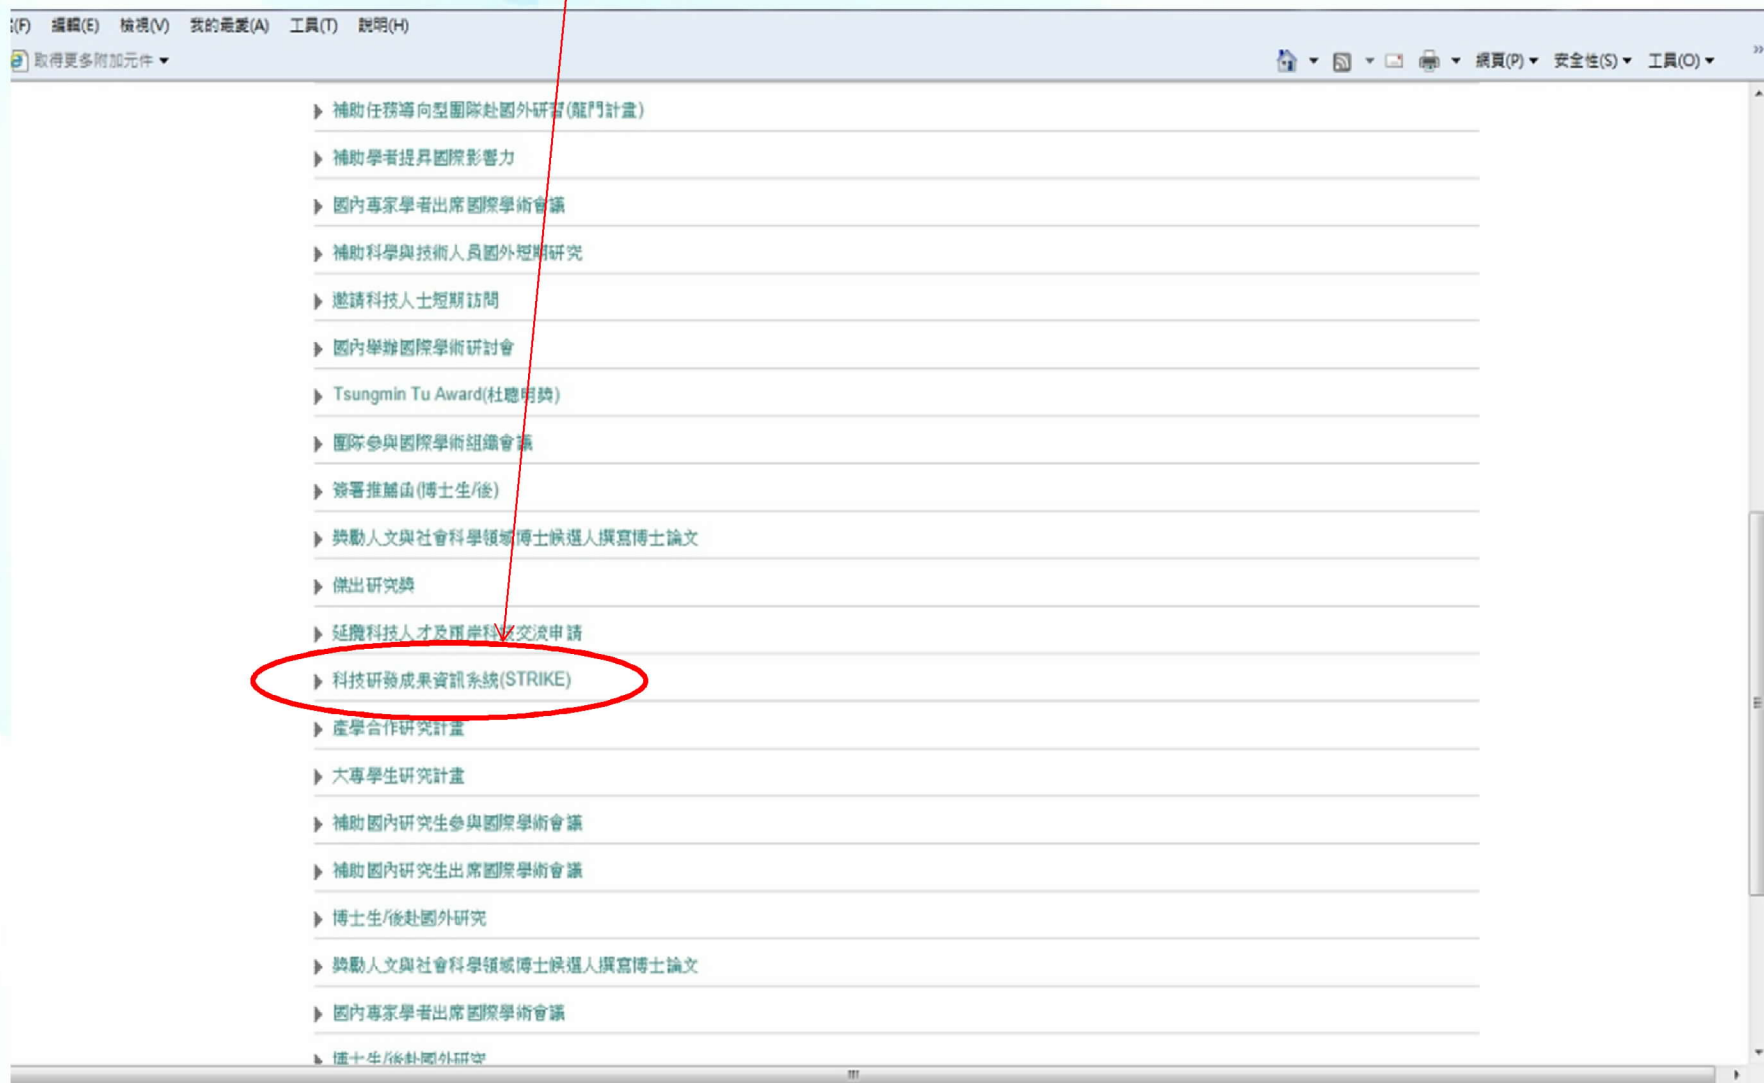 (F) 編輯(E) 檢視(V) 我的最愛(A) 工具(T) 說明(H)
取得更多附加元件 網頁(P) 安全性(S) 工具(O)
補助任務導向型團隊赴國外研習(龍門計畫)
補助學者提昇國際影響力
國內專家學者出席國際學術會議
補助科學與技術人員國外短期研究
邀請科技人士短期訪問
國內舉辦國際學術研討會
Tsungmin Tu Award(杜聰明獎)
團隊參與國際學術組織會議
簽署推薦函(博士生/後)
獎勵人文與社會科學領域博士候選人撰寫博士論文
傑出研究獎
延攬科技人才及兩岸科技交流申請
科技研發成果資訊系統(STRIKE)
產學合作研究計畫
大專學生研究計畫
補助國內研究生參與國際學術會議
補助國內研究生出席國際學術會議
博士生/後赴國外研究
獎勵人文與社會科學領域博士候選人撰寫博士論文
國內專家學者出席國際學術會議
博士生/後赴國外研究